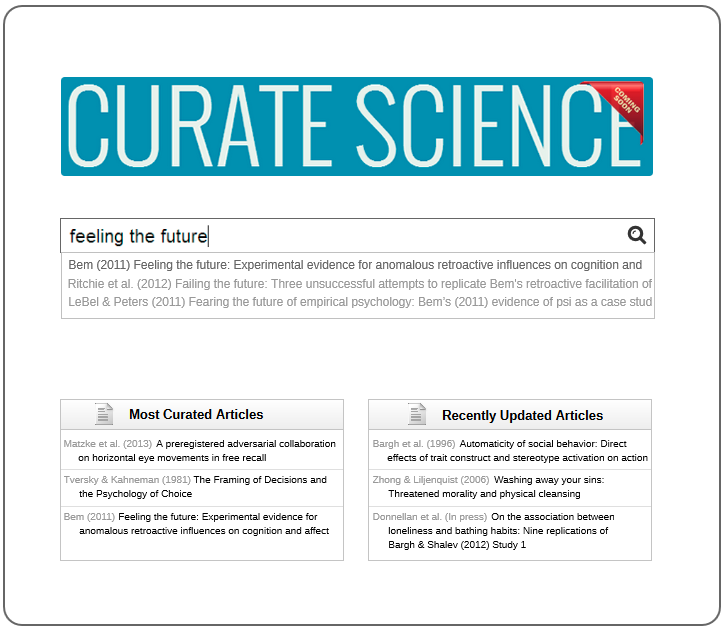 CURATE SCIENCE
COMING
SOON
feeling the future
Bem (2011) Feeling the future: Experimental evidence for anomalous retroactive influences on cognition and
Ritchie et al. (2012) Failing the future: Three unsuccessful attempts to replicate Bem's retroactive facilitation of
LeBel & Peters (2011) Fearing the future of empirical psychology: Bem's (2011) evidence of psi as a case stud
Most Curated Articles
Matzke et al. (2013) A preregistered adversarial collaboration
on horizontal eye movements in free recall
Tversky & Kahneman (1981) The Framing of Decisions and
the Psychology of Choice
Bem (2011) Feeling the future: Experimental evidence for
anomalous retroactive influences on cognition and affect
Recently Updated Articles
Bargh et al. (1996) Automaticity of social behavior: Direct
effects of trait construct and stereotype activation on action
Zhong & Liljenquist (2006) Washing away your sins:
Threatened morality and physical cleansing
Donnellan et al. (In press) On the association between
loneliness and bathing habits: Nine replications of
Bargh & Shalev (2012) Study 1